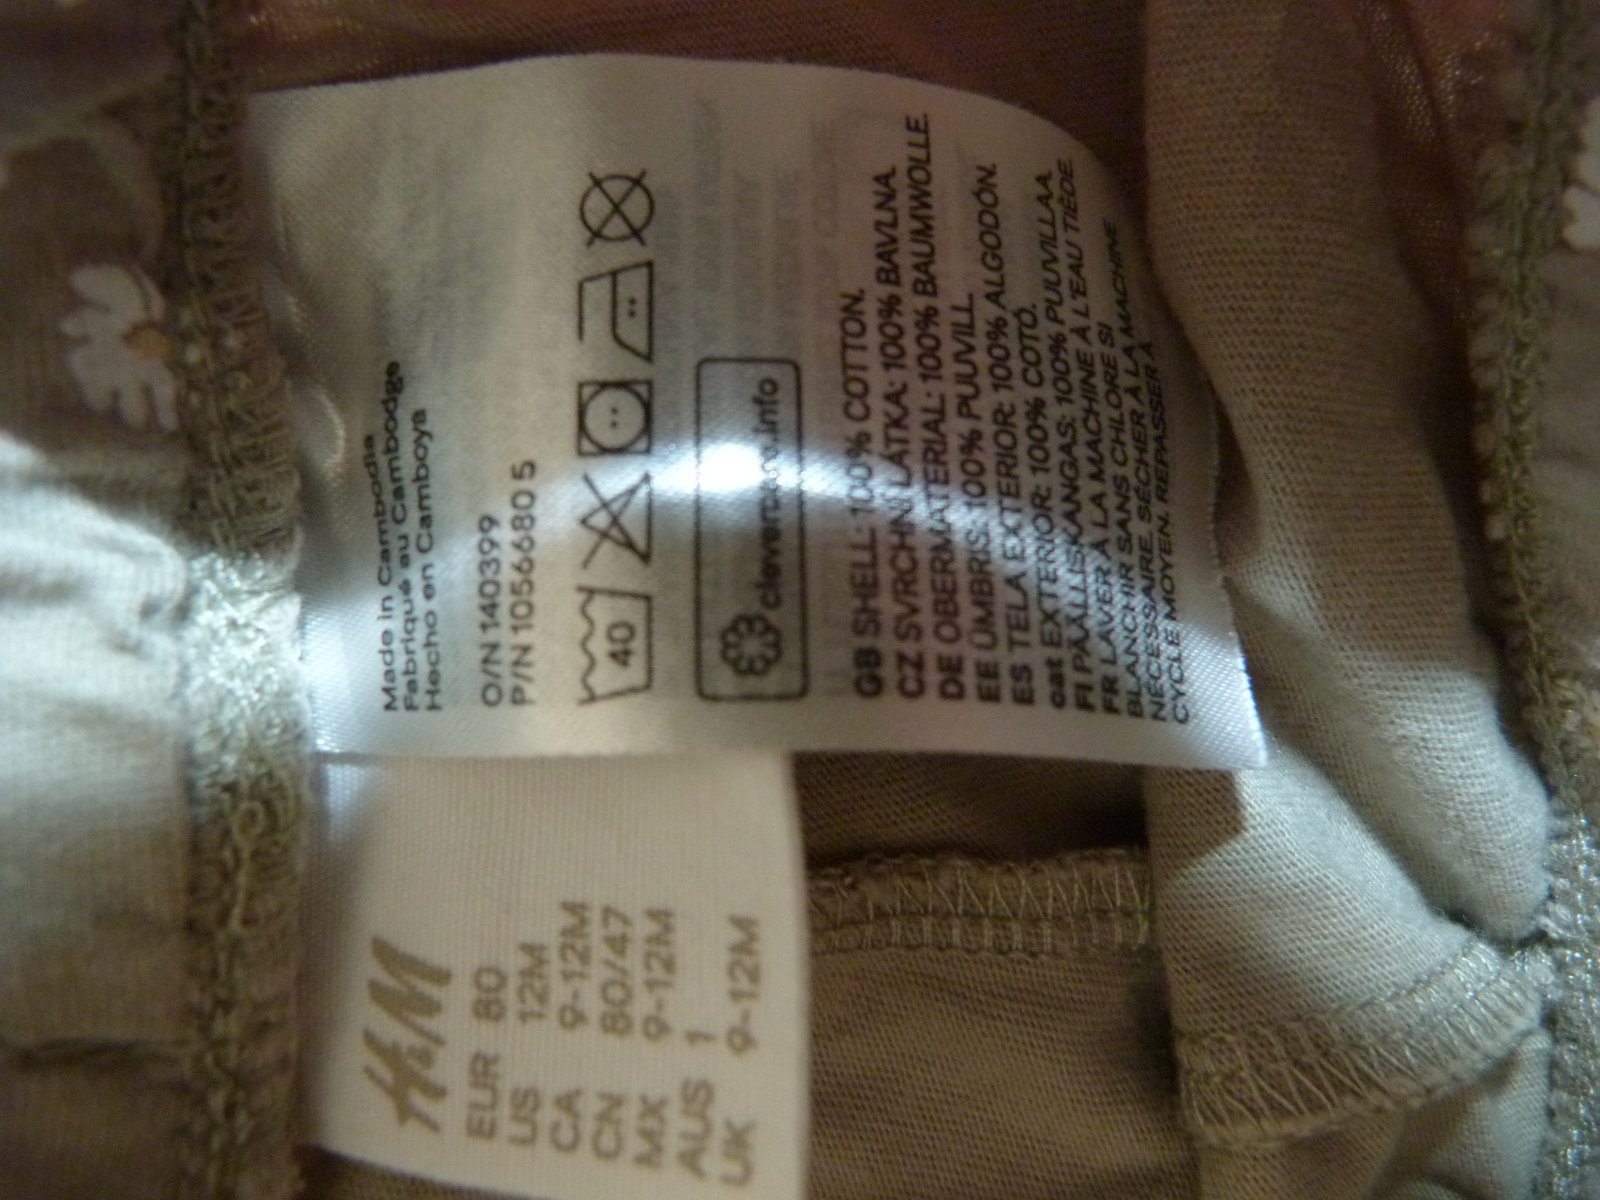 Made in Cambodia
Fabriqué au Cambodge
Hecho en Camboya
O/N 140399
P/N 1056680 5
40
clevercare.info
GB SHELL: 100% COTTON.
CZ SVRCHNÍ LÁTKA: 100% BAVLNA.
DE OBERMATERIAL: 100% BAUMWOLLE.
EE ÜMBRIS: 100% PUUVILL.
ES TELA EXTERIOR: 100% ALGODÓN.
cat EXTERIOR: 100% COTÓ.
FI PÄÄLLISKANGAS: 100% PUUVILLAA.
FR LAVER À LA MACHINE À L'EAU TIÈDE.
BLANCHIR SANS CHLORE SI
NÉCESSAIRE. SÉCHER À LA MACHINE
CYCLE MOYEN. REPASSER À
H&M
EUR 80
US 12M
CA 9-12M
CN 80/47
MX 9-12M
AUS 1
UK 9-12M